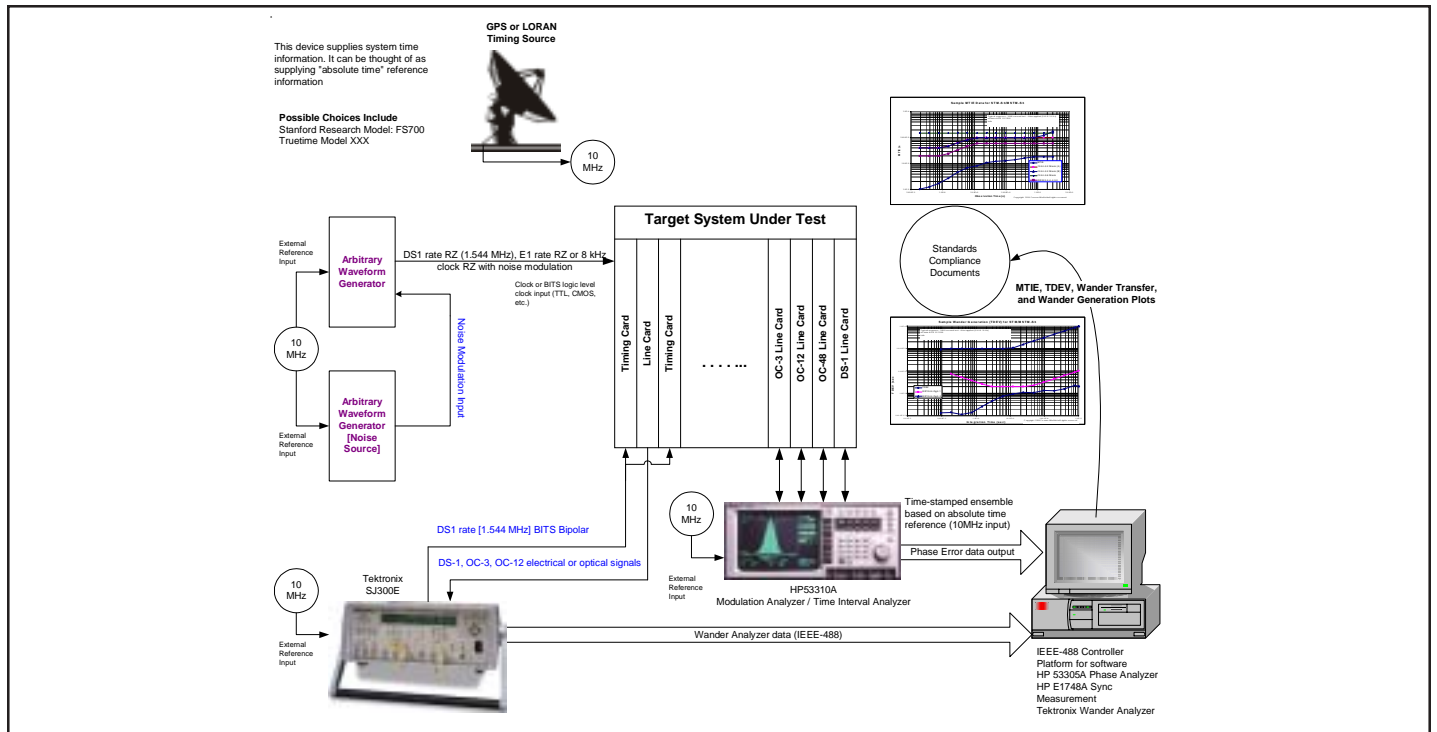 GPS or LORAN
Timing Source
This device supplies system time
information. It can be thought of as
supplying "absolute time" reference
information
Possible Choices Include
Stanford Research Model: FS700
Truetime Model XXX
10
MHz
Target System Under Test
Timing Card
Line Card
Timing Card
. . . . ...
OC-3 Line Card
OC-12 Line Card
OC-48 Line Card
DS-1 Line Card
External
Reference
Input
Arbitrary
Waveform
Generator
DS1 rate RZ (1.544 MHz), E1 rate RZ or 8 kHz
clock RZ with noise modulation
Clock or BITS logic level
clock input (TTL, CMOS,
etc.)
10
MHz
Noise Modulation Input
External
Reference
Input
Arbitrary
Waveform
Generator
[Noise
Source]
Standards
Compliance
Documents
MTIE, TDEV, Wander Transfer,
and Wander Generation Plots
DS1 rate [1.544 MHz] BITS Bipolar
DS-1, OC-3, OC-12 electrical or optical signals
10
MHz
External
Reference
Input
HP53310A
Modulation Analyzer / Time Interval Analyzer
Time-stamped ensemble
based on absolute time
reference (10MHz input)
Phase Error data output
10
MHz
External
Reference
Input
Tektronix
SJ300E
Wander Analyzer data (IEEE-488)
IEEE-488 Controller
Platform for software
HP 53305A Phase Analyzer
HP E1748A Sync
Measurement
Tektronix Wander Analyzer